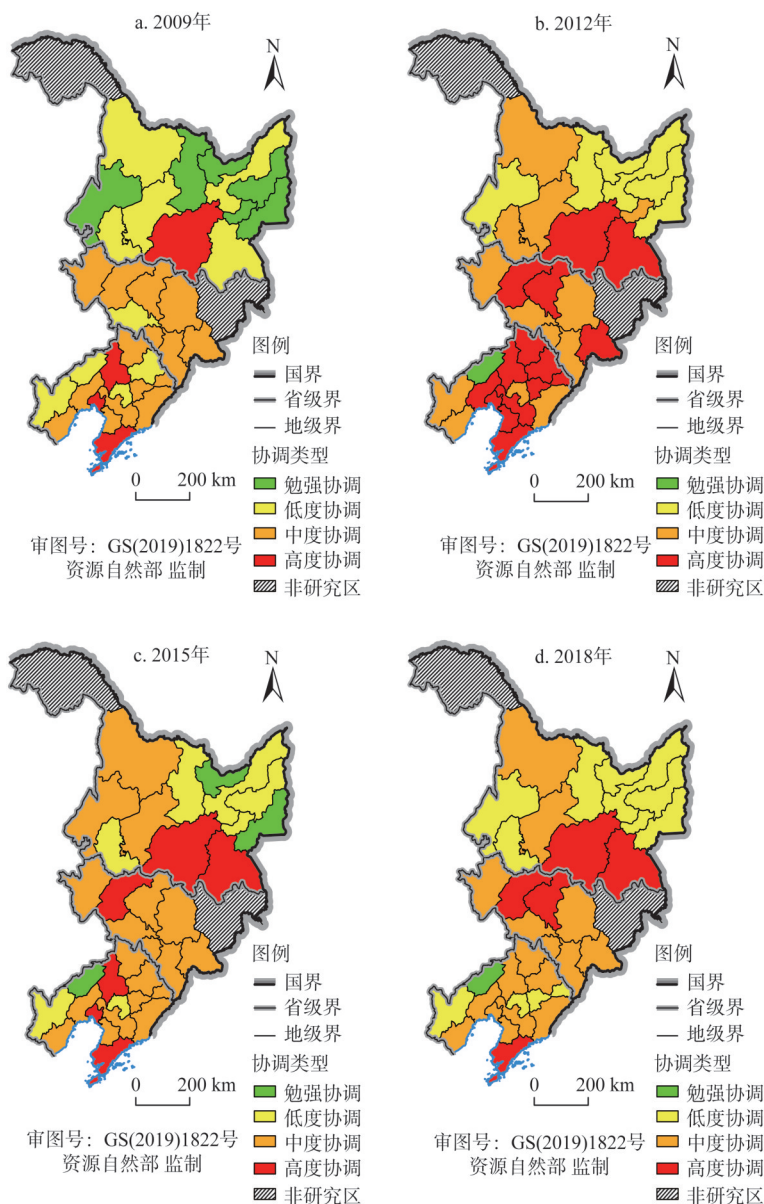 a. 2009年
N
图例
国界
省级界
地级界
协调类型
勉强协调
低度协调
中度协调
高度协调
非研究区
0 200 km
审图号：GS(2019)1822号
资源自然部 监制
b. 2012年
N
图例
国界
省级界
地级界
协调类型
勉强协调
低度协调
中度协调
高度协调
非研究区
0 200 km
审图号：GS(2019)1822号
资源自然部 监制
c. 2015年
N
图例
国界
省级界
地级界
协调类型
勉强协调
低度协调
中度协调
高度协调
非研究区
0 200 km
审图号：GS(2019)1822号
资源自然部 监制
d. 2018年
N
图例
国界
省级界
地级界
协调类型
勉强协调
低度协调
中度协调
高度协调
非研究区
0 200 km
审图号：GS(2019)1822号
资源自然部 监制